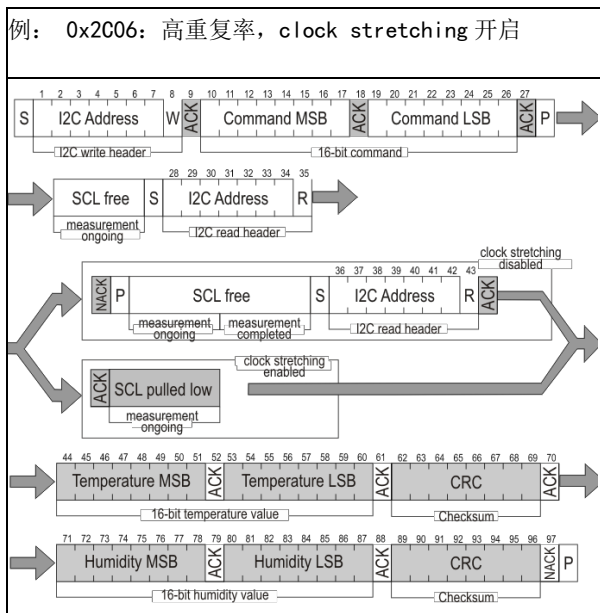 例： 0x2C06：高重复率，clock stretching 开启
1 2 3 4 5 6 7 8 9 10 11 12 13 14 15 16 17 18 19 20 21 22 23 24 25 26 27
S I2C Address W ACK Command MSB ACK Command LSB ACK P
I2C write header 16-bit command
28 29 30 31 32 33 34 35
SCL free S I2C Address R
measurement ongoing I2C read header
clock stretching disabled
36 37 38 39 40 41 42 43
NACK P SCL free S I2C Address R ACK
measurement ongoing measurement completed I2C read header
clock stretching enabled
ACK SCL pulled low
measurement ongoing
44 45 46 47 48 49 50 51 52 53 54 55 56 57 58 59 60 61 62 63 64 65 66 67 68 69 70
Temperature MSB ACK Temperature LSB ACK CRC ACK
16-bit temperature value Checksum
71 72 73 74 75 76 77 78 79 80 81 82 83 84 85 86 87 88 89 90 91 92 93 94 95 96 97
Humidity MSB ACK Humidity LSB ACK CRC NACK P
16-bit humidity value Checksum